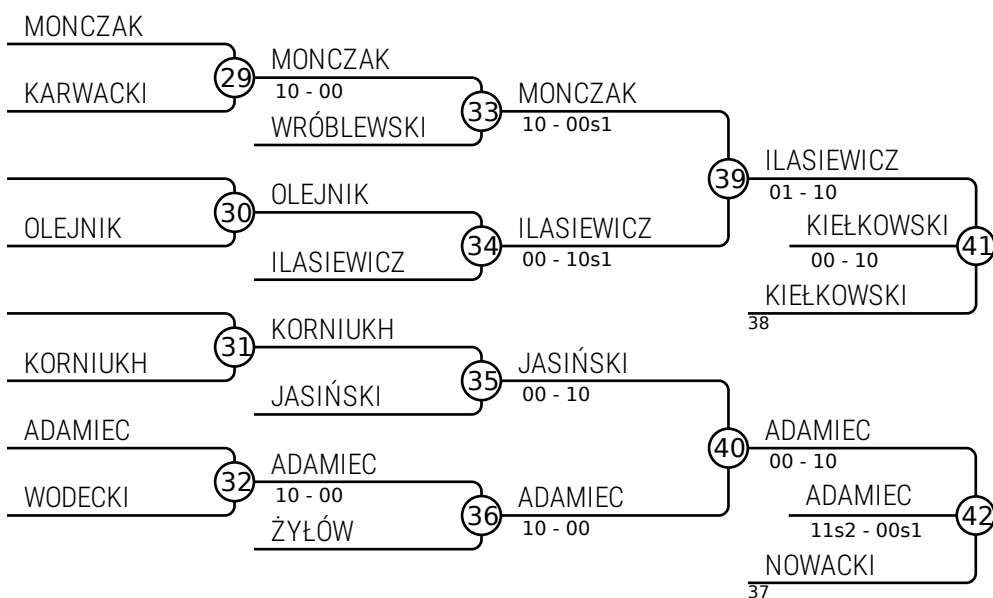 MONCZAK
KARWACKI
29
MONCZAK
10 - 00
WRÓBLEWSKI
33
MONCZAK
10 - 00s1
OLEJNIK
30
OLEJNIK
ILASIEWICZ
34
ILASIEWICZ
00 - 10s1
39
ILASIEWICZ
01 - 10
KIEŁKOWSKI
00 - 10
41
KIEŁKOWSKI
38
KORNIUKH
31
KORNIUKH
JASIŃSKI
35
JASIŃSKI
00 - 10
ADAMIEC
WODECKI
32
ADAMIEC
10 - 00
ŻYŁÓW
36
ADAMIEC
10 - 00
40
ADAMIEC
00 - 10
ADAMIEC
11s2 - 00s1
42
NOWACKI
37